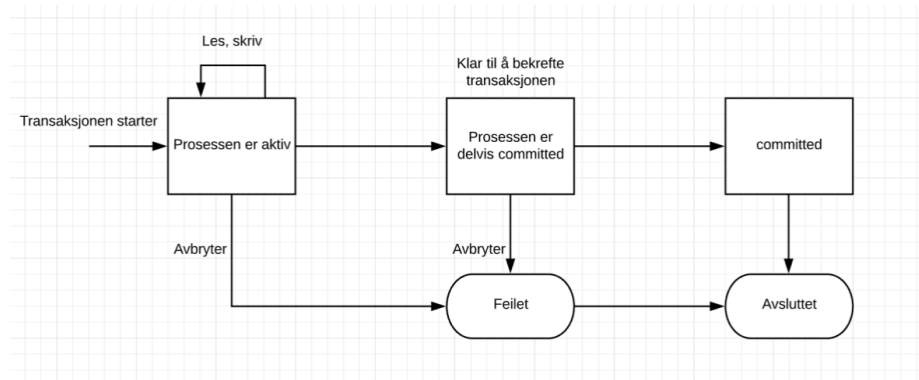 Les, skriv
Klar til å bekrefte
transaksjonen
Transaksjonen starter
Prosessen er aktiv
Prosessen er
delvis committed
committed
Avbryter
Avbryter
Feilet
Avsluttet